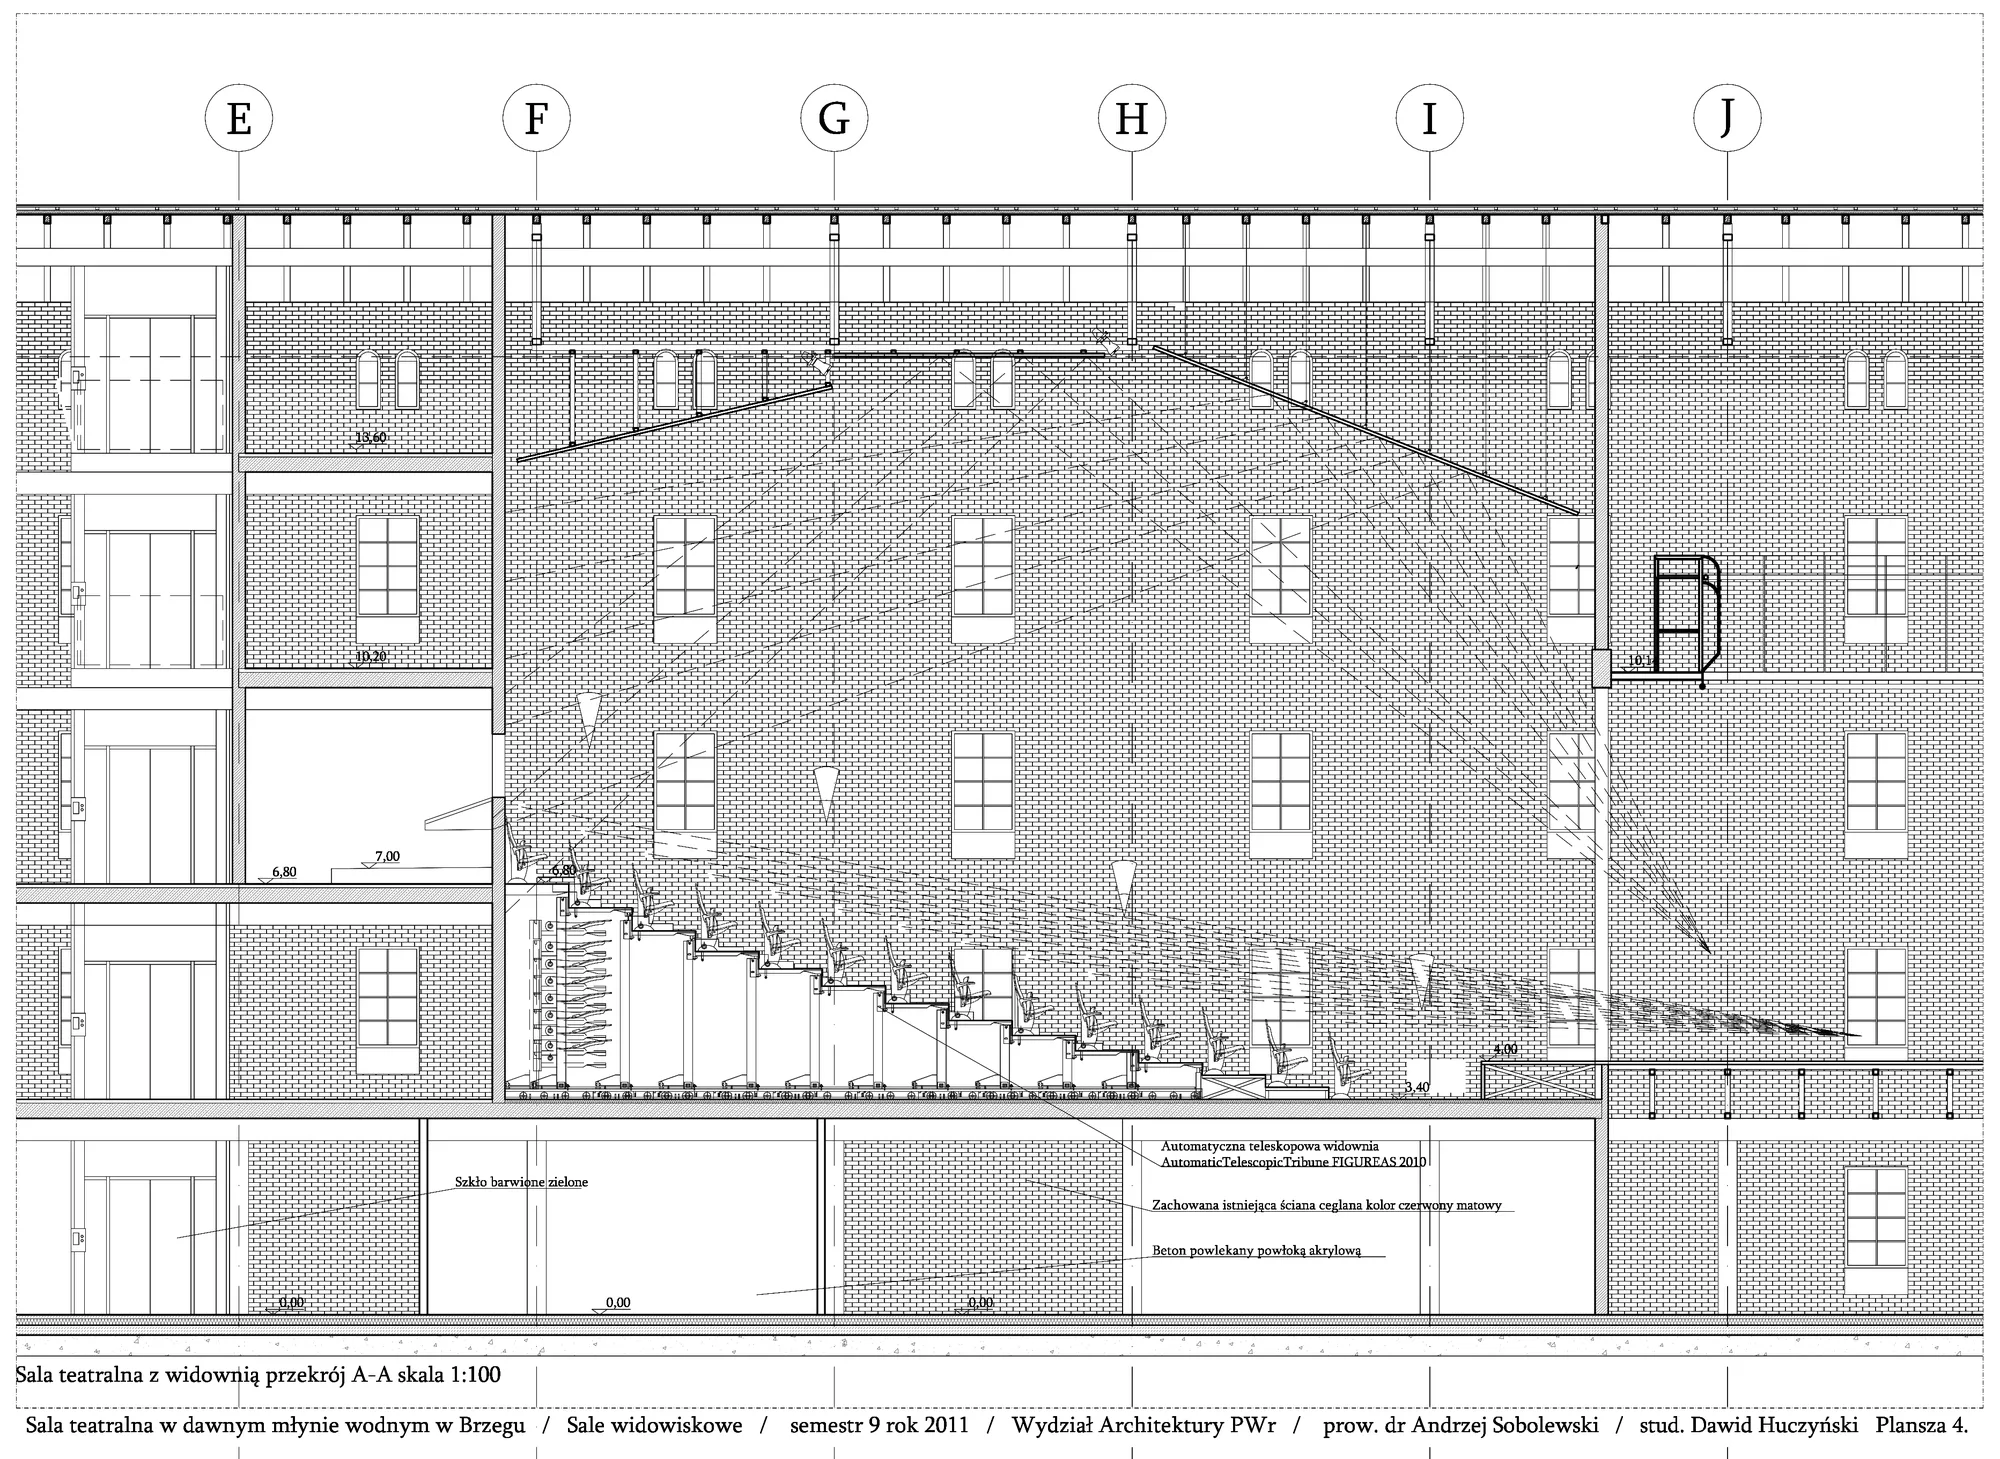 E F G H I J
13,60
10,20
10,1
7,00
6,80
6,80
4,00
3,40
Automatyczna teleskopowa widownia
AutomaticTelescopicTribune FIGUREAS 2010
Szkło barwione zielone
Zachowana istniejąca ściana ceglana kolor czerwony matowy
Beton powlekany powłoką akrylową
0,00
0,00
0,00
Sala teatralna z widownią przekrój A-A skala 1:100
Sala teatralna w dawnym młynie wodnym w Brzegu / Sale widowiskowe / semestr 9 rok 2011 / Wydział Architektury PWr / prow. dr Andrzej Sobolewski / stud. Dawid Huczyński Plansza 4.